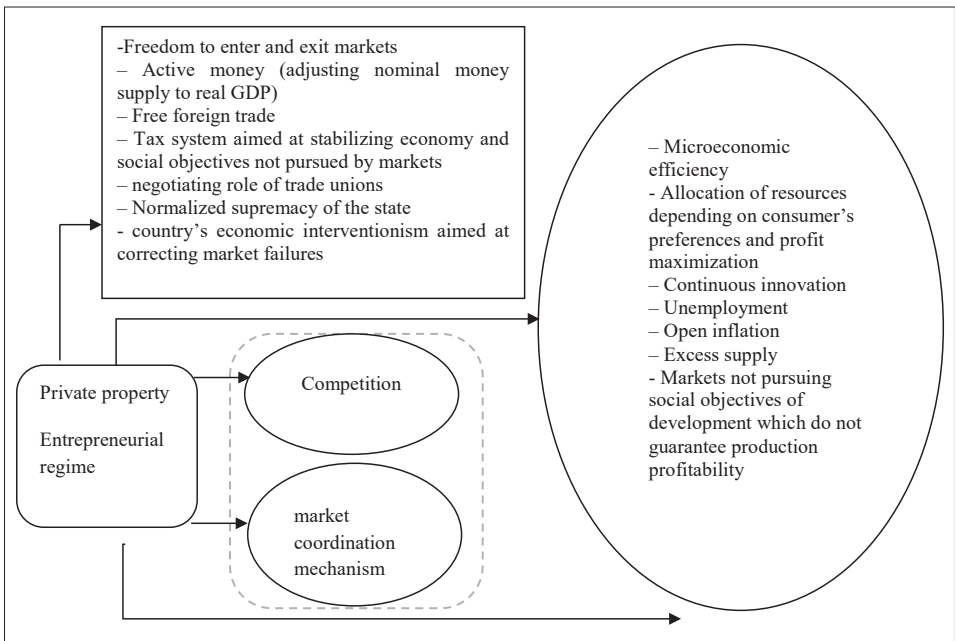 -Freedom to enter and exit markets
– Active money (adjusting nominal money
supply to real GDP)
– Free foreign trade
– Tax system aimed at stabilizing economy and
social objectives not pursued by markets
– negotiating role of trade unions
– Normalized supremacy of the state
- country’s economic interventionism aimed at
correcting market failures
Private property
Entrepreneurial
regime
Competition
market
coordination
mechanism
– Microeconomic
efficiency
- Allocation of resources
depending on consumer’s
preferences and profit
maximization
– Continuous innovation
– Unemployment
– Open inflation
– Excess supply
- Markets not pursuing
social objectives of
development which do not
guarantee production
profitability